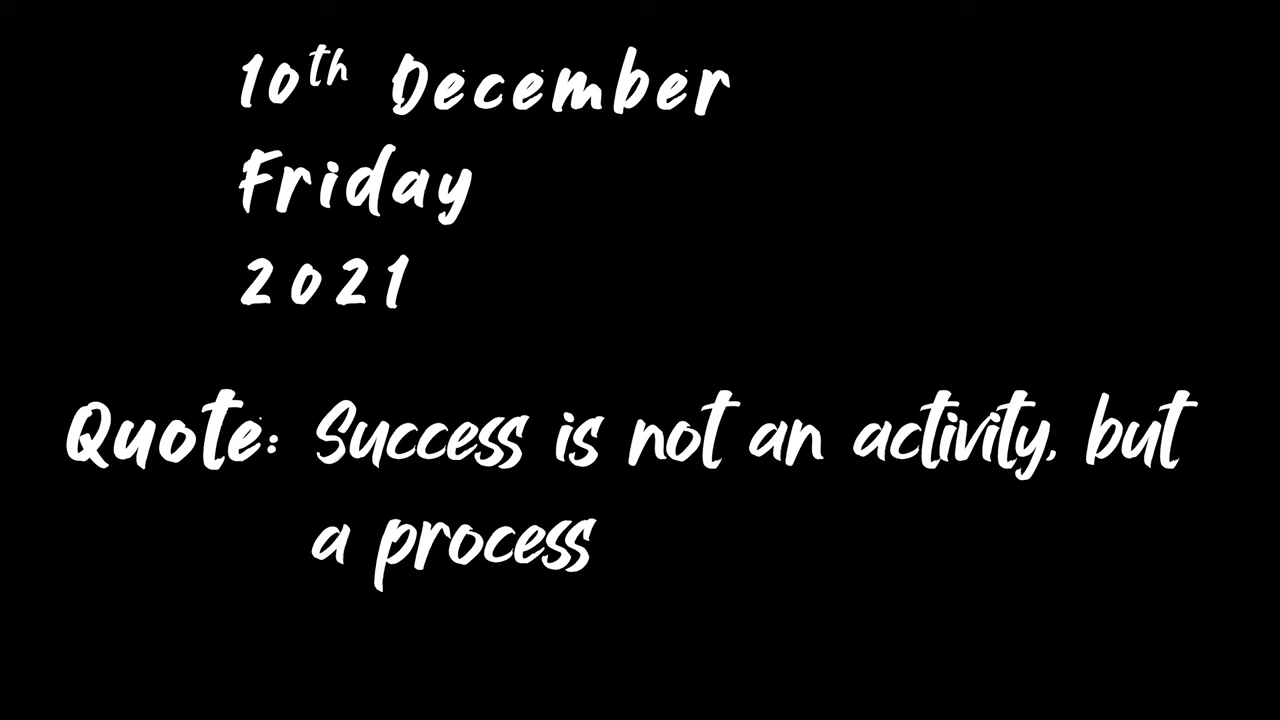 10th December
Friday
2021
Quote: Success is not an activity, but
a process